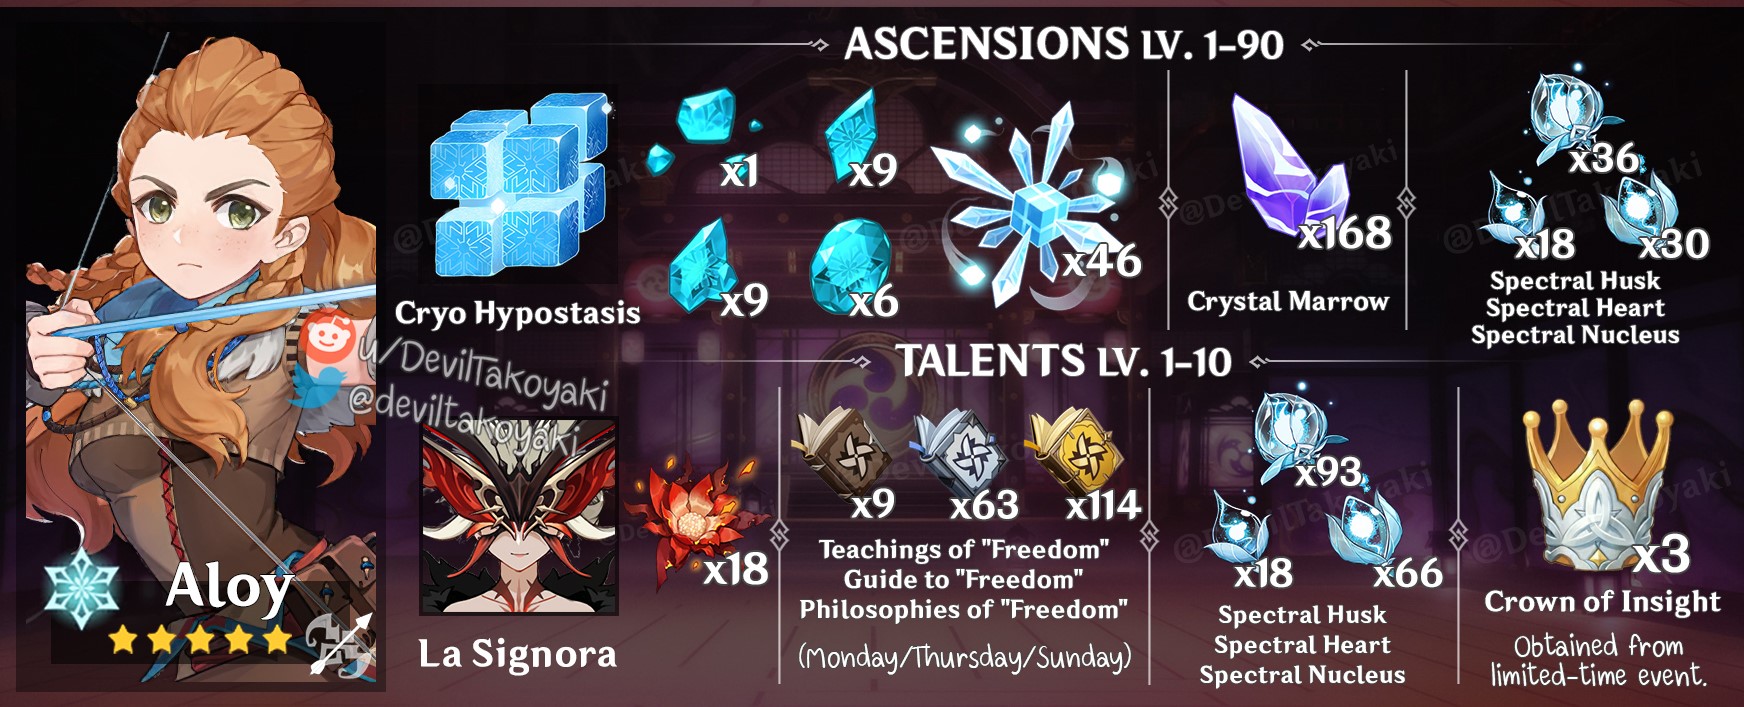 ASCENSIONS LV. 1-90
x1
x9
x9
x6
x46
Cryo Hypostasis
x168
Crystal Marrow
x36
x18
x30
Spectral Husk
Spectral Heart
Spectral Nucleus
u/DevilTakoyaki
@deviltakoyaki
TALENTS LV. 1-10
La Signora
x18
x9
x63
x114
Teachings of "Freedom"
Guide to "Freedom"
Philosophies of "Freedom"
(Monday/Thursday/Sunday)
x93
x18
x66
Spectral Husk
Spectral Heart
Spectral Nucleus
x3
Crown of Insight
Obtained from
limited-time event.
Aloy